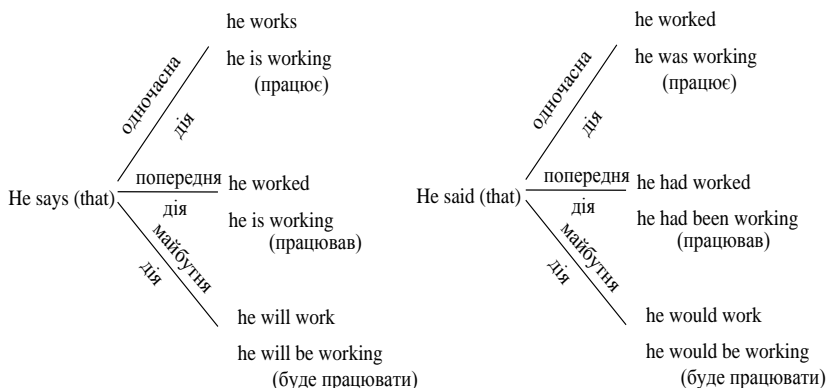 he works
he is working
(працює)
одночасна
дія
He says (that)
попередня
дія
he worked
he is working
(працював)
майбутня
дія
he will work
he will be working
(буде працювати)
he worked
he was working
(працює)
одночасна
дія
He said (that)
попередня
дія
he had worked
he had been working
(працював)
майбутня
дія
he would work
he would be working
(буде працювати)